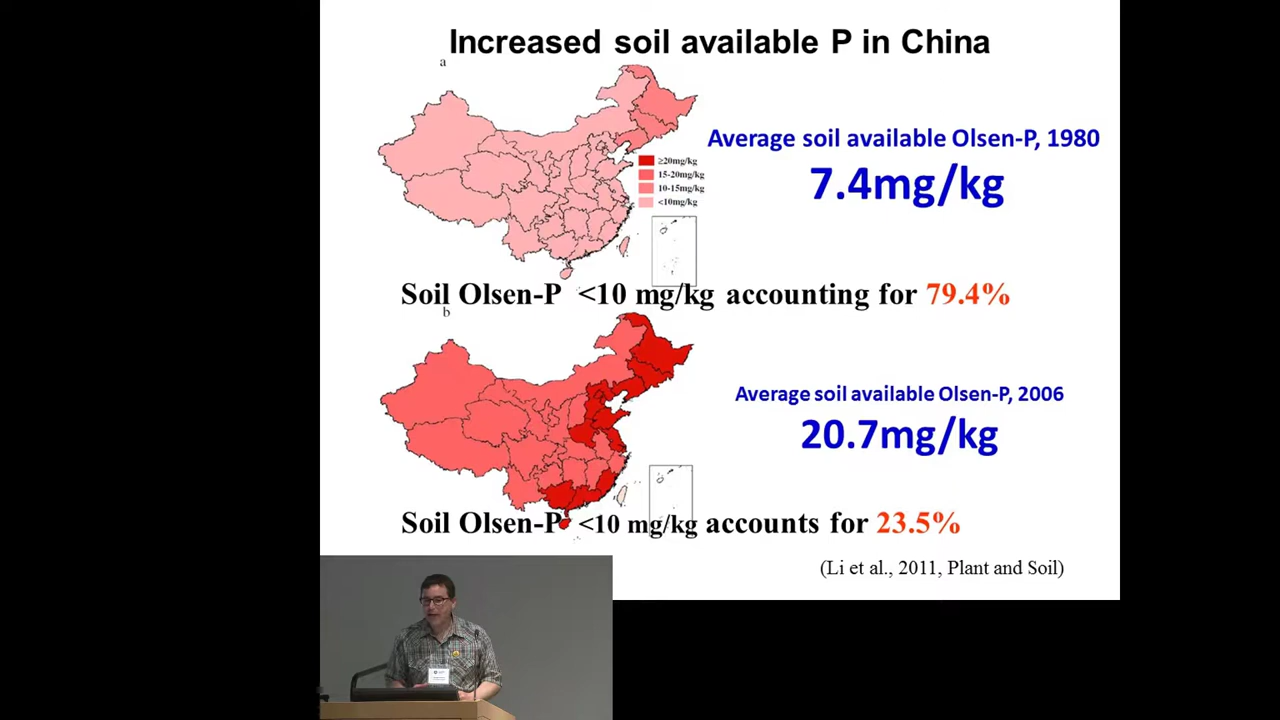 Increased soil available P in China
a
Average soil available Olsen-P, 1980
7.4mg/kg
≥20mg/kg
15-20mg/kg
10-15mg/kg
<10mg/kg
Soil Olsen-P <10 mg/kg accounting for 79.4%
b
Average soil available Olsen-P, 2006
20.7mg/kg
Soil Olsen-P <10 mg/kg accounts for 23.5%
(Li et al., 2011, Plant and Soil)